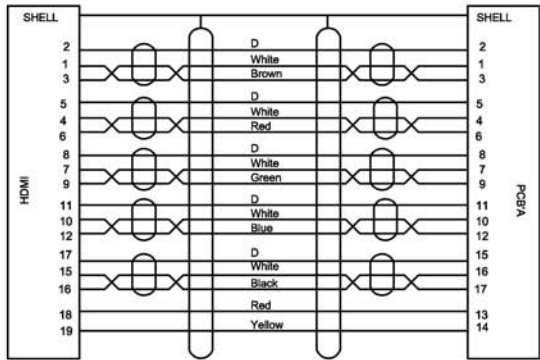 SHELL SHELL
2 D 2
1 White 1
3 Brown 3
5 D 5
4 White 4
6 Red 6
8 D 8
7 White 7
9 Green 9
HDMI PCB'A
11 D 11
10 White 10
12 Blue 12
17 D 15
15 White 16
16 Black 17
18 Red 13
19 Yellow 14